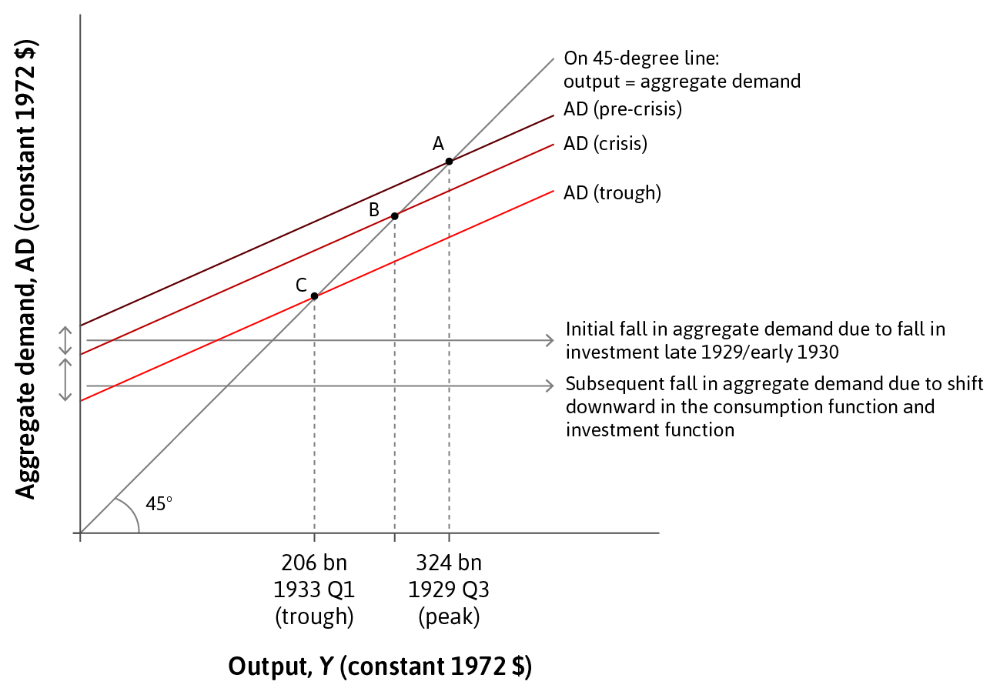 Aggregate demand, AD (constant 1972 $)
On 45-degree line:
output = aggregate demand
AD (pre-crisis)
AD (crisis)
AD (trough)
A
B
C
Initial fall in aggregate demand due to fall in
investment late 1929/early 1930
Subsequent fall in aggregate demand due to shift
downward in the consumption function and
investment function
45°
206 bn
1933 Q1
(trough)
324 bn
1929 Q3
(peak)
Output, Y (constant 1972 $)